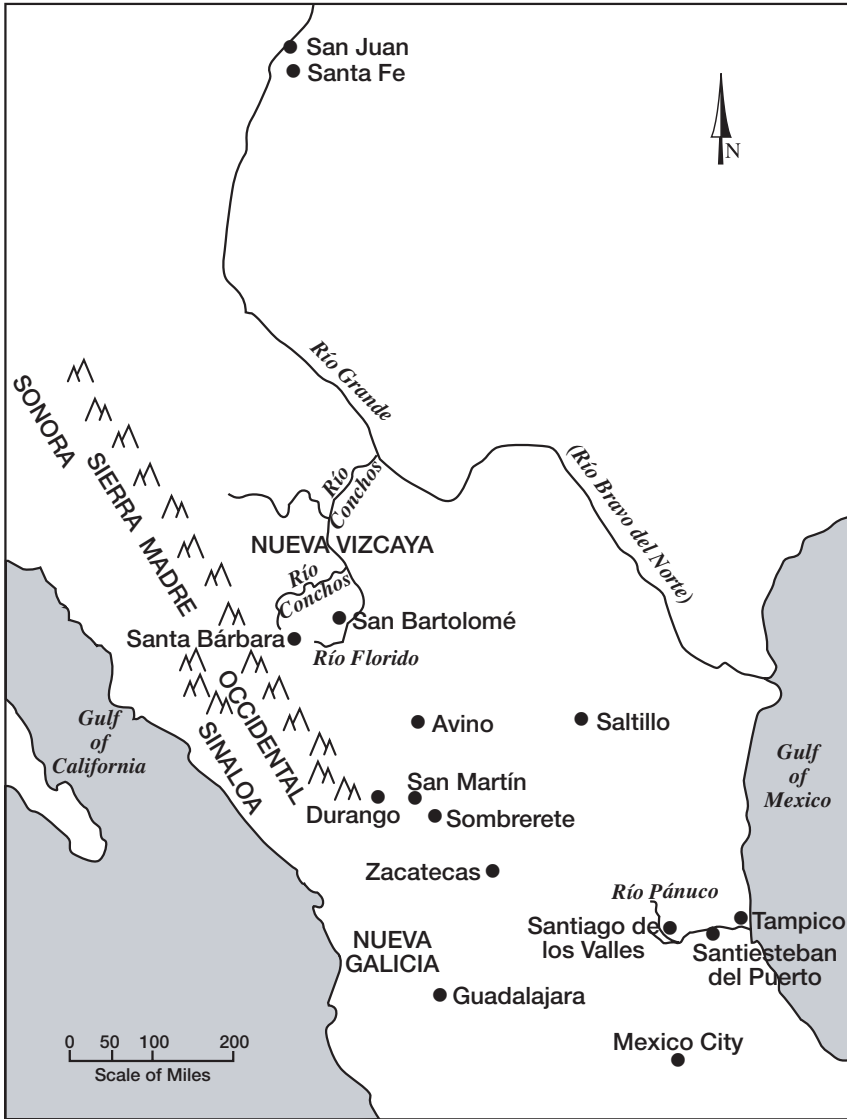 San Juan
Santa Fe
N
Río Grande
SONORA
SIERRA MADRE
OCCIDENTAL
SINALOA
Río
Conchos
(Río Bravo del Norte)
NUEVA VIZCAYA
Río
Conchos
San Bartolomé
Santa Bárbara
Río Florido
Avino
Saltillo
Gulf
of
California
Gulf
of
Mexico
San Martín
Durango
Sombrerete
Zacatecas
Río Pánuco
Santiago de
los Valles
Tampico
Santiesteban
del Puerto
NUEVA
GALICIA
Guadalajara
Mexico City
0 50 100 200
Scale of Miles